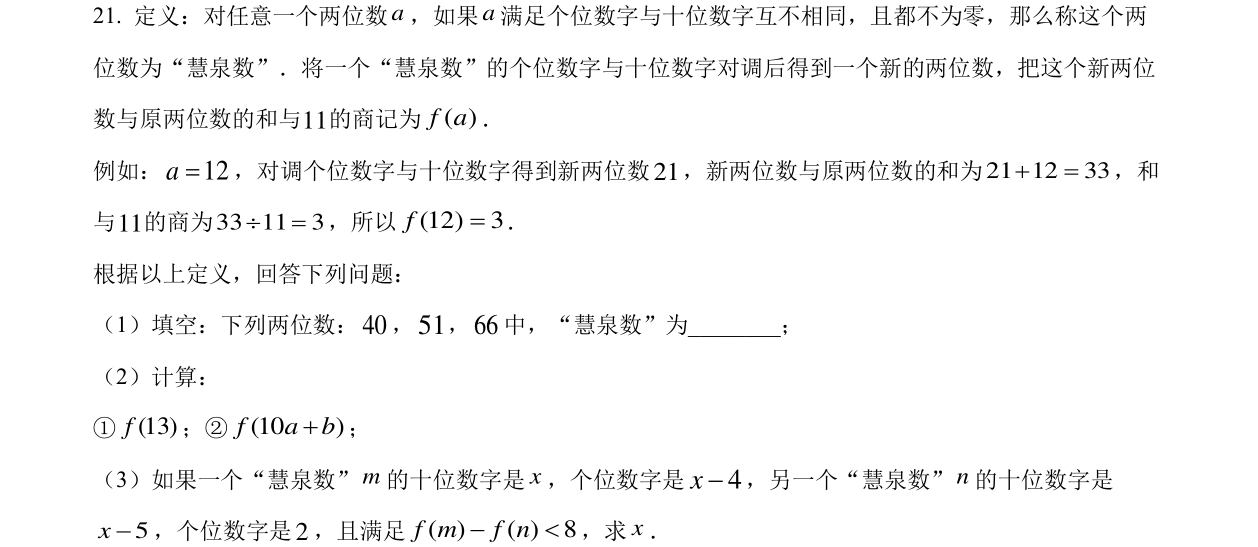 21. 定义：对任意一个两位数a，如果a满足个位数字与十位数字互不相同，且都不为零，那么称这个两
位数为“慧泉数”．将一个“慧泉数”的个位数字与十位数字对调后得到一个新的两位数，把这个新两位
数与原两位数的和与11的商记为f(a)．
例如：a=12，对调个位数字与十位数字得到新两位数21，新两位数与原两位数的和为21+12=33，和
与11的商为33÷11=3，所以f(12)=3．
根据以上定义，回答下列问题：
（1）填空：下列两位数：40，51，66中，“慧泉数”为________；
（2）计算：
①f(13)；②f(10a+b)；
（3）如果一个“慧泉数”m的十位数字是x，个位数字是x−4，另一个“慧泉数”n的十位数字是
x−5，个位数字是2，且满足f(m)−f(n)<8，求x．